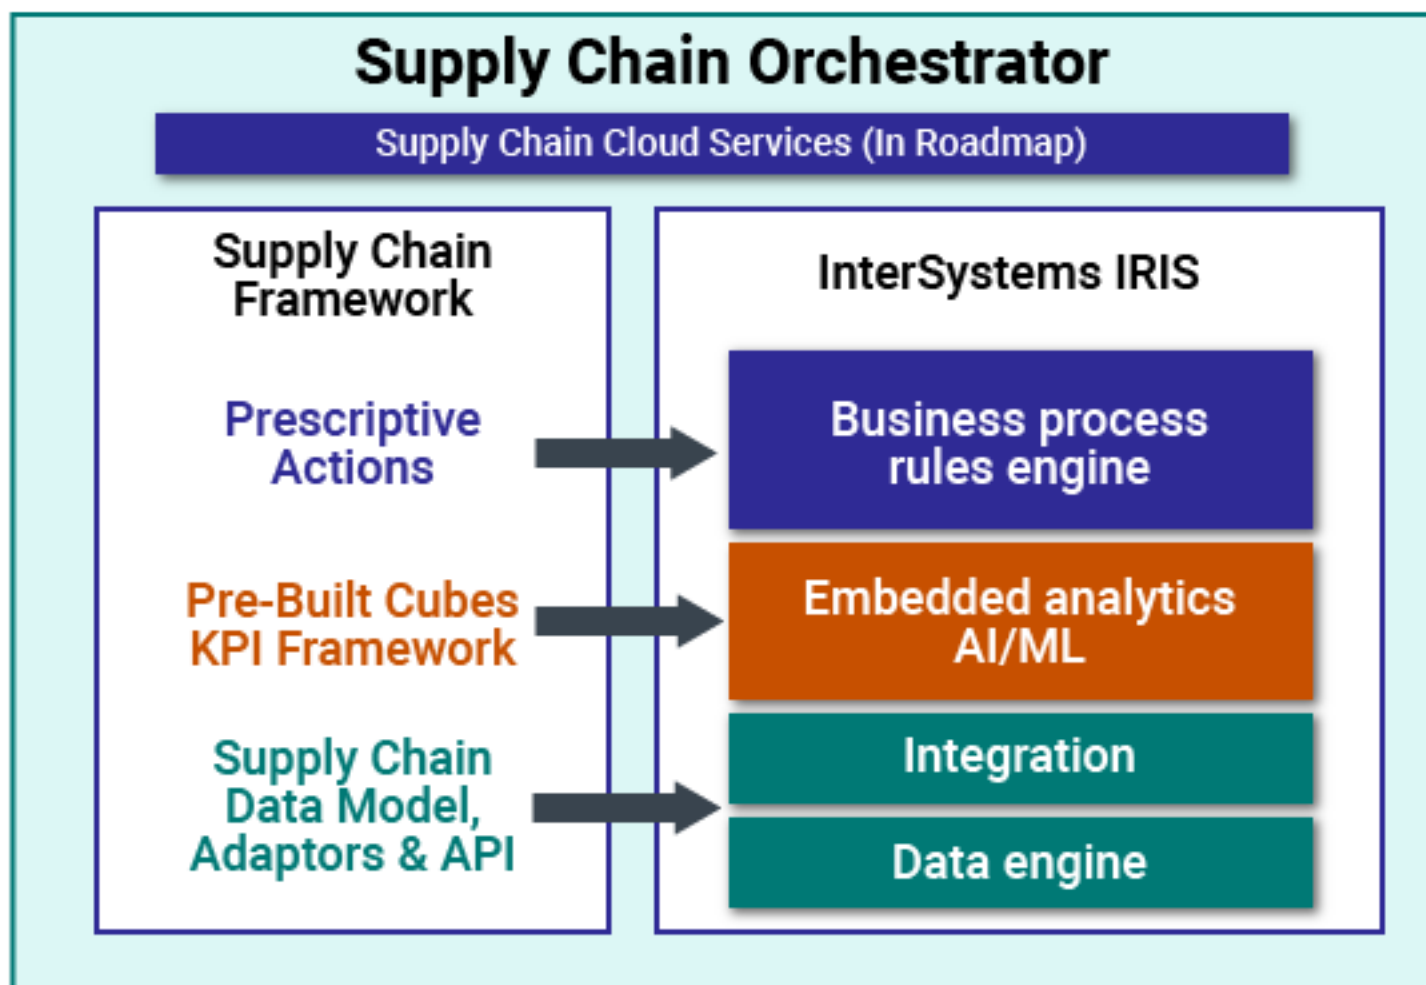 Supply Chain Orchestrator
Supply Chain Cloud Services (In Roadmap)
Supply Chain
Framework
Prescriptive
Actions
Pre-Built Cubes
KPI Framework
Supply Chain
Data Model,
Adaptors & API
InterSystems IRIS
Business process
rules engine
Embedded analytics
AI/ML
Integration
Data engine